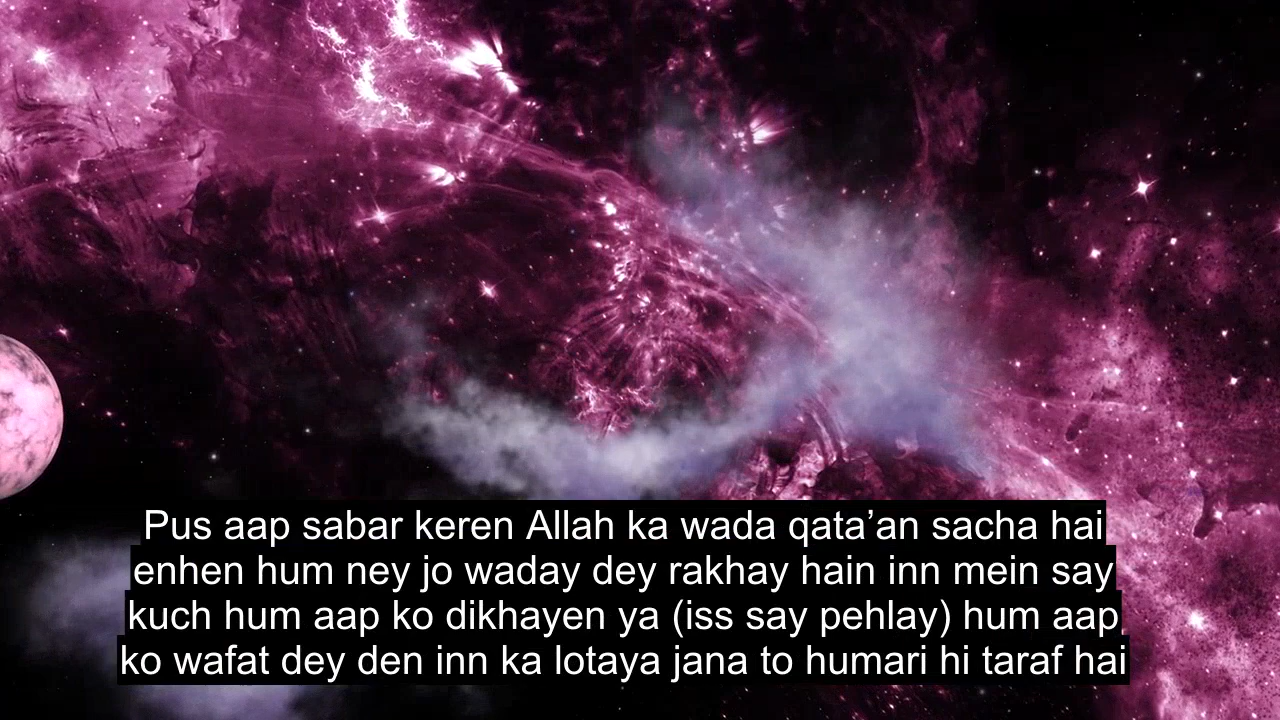 Pus aap sabar keren Allah ka wada qata’an sacha hai
enhen hum ney jo waday dey rakhay hain inn mein say
kuch hum aap ko dikhayen ya (iss say pehlay) hum aap
ko wafat dey den inn ka lotaya jana to humari hi taraf hai